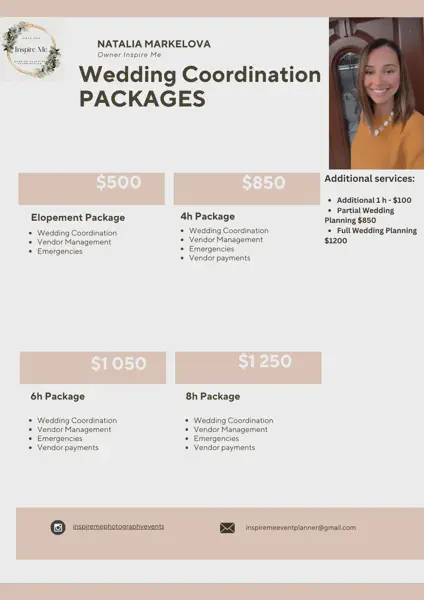 Inspire Me
NATALIA MARKELOVA
Owner Inspire Me
Wedding Coordination
PACKAGES
$500
Elopement Package
• Wedding Coordination
• Vendor Management
• Emergencies
$850
4h Package
• Wedding Coordination
• Vendor Management
• Emergencies
• Vendor payments
Additional services:
• Additional 1 h - $100
• Partial Wedding
Planning $850
• Full Wedding Planning
$1200
$1 050
6h Package
• Wedding Coordination
• Vendor Management
• Emergencies
• Vendor payments
$1 250
8h Package
• Wedding Coordination
• Vendor Management
• Emergencies
• Vendor payments
inspiremephotographyevents
inspiremeeventplanner@gmail.com